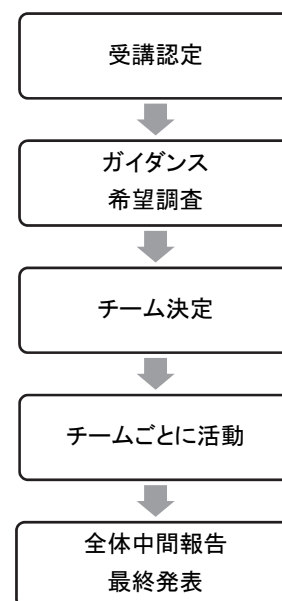 受講認定
ガイダンス
希望調査
チーム決定
チームごとに活動
全体中間報告
最終発表